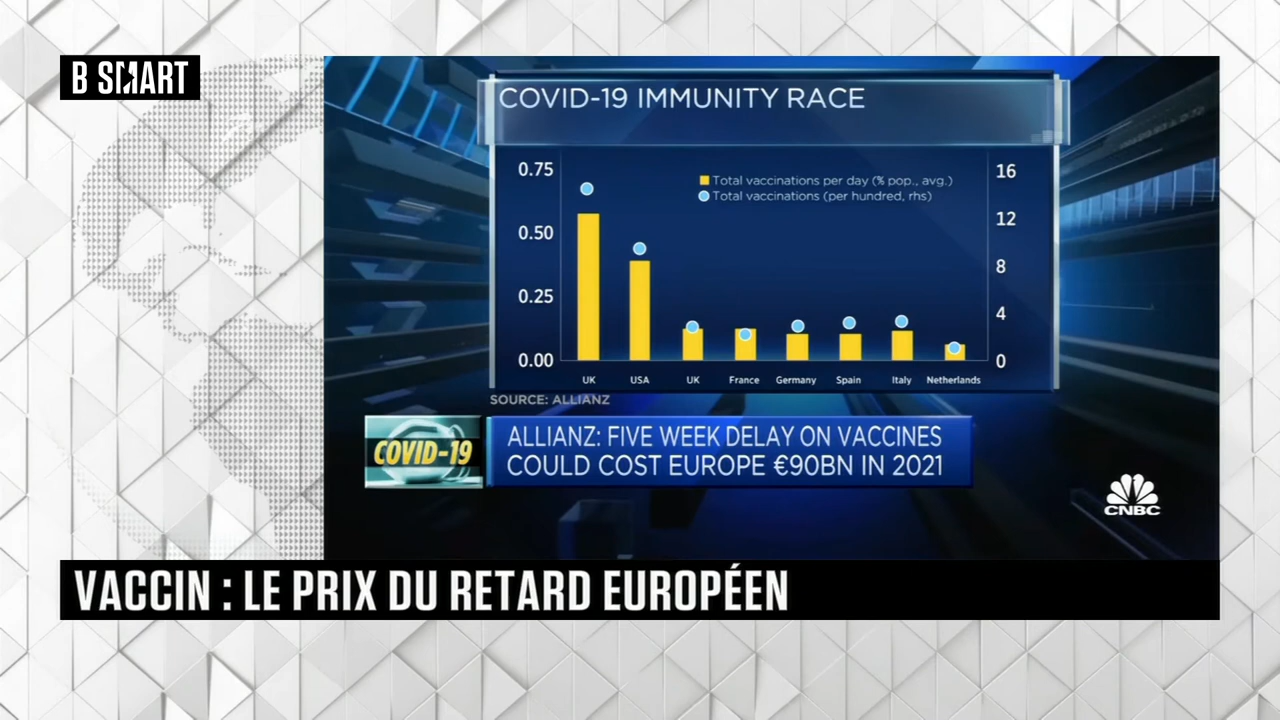 B SMART
COVID-19 IMMUNITY RACE
0.75
0.50
0.25
0.00
Total vaccinations per day (% pop., avg.)
Total vaccinations (per hundred, rhs)
16
12
8
4
0
UK USA UK France Germany Spain Italy Netherlands
SOURCE: ALLIANZ
COVID-19
ALLIANZ: FIVE WEEK DELAY ON VACCINES
COULD COST EUROPE €90BN IN 2021
CNBC
VACCIN : LE PRIX DU RETARD EUROPÉEN